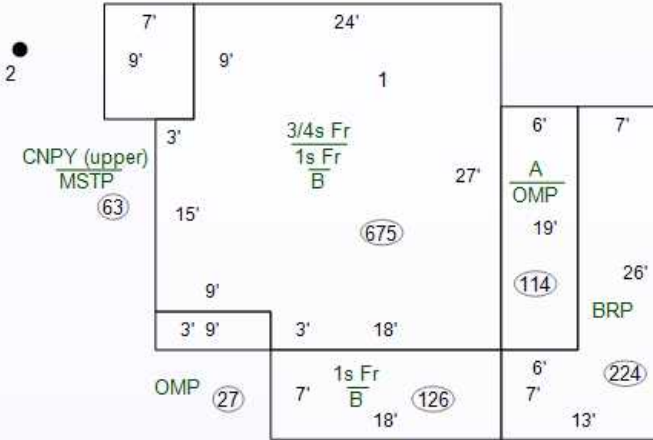 7' 24'
9' 9'
2
1
6' 7'
3' 3/4s Fr
1s Fr
B
CNPY (upper)
MSTP
63
27'
A
OMP
15'
675
19'
114
26'
9'
BRP
3' 9' 3' 18'
OMP 27
7' 1s Fr
B
126
18'
6'
7'
224
13'